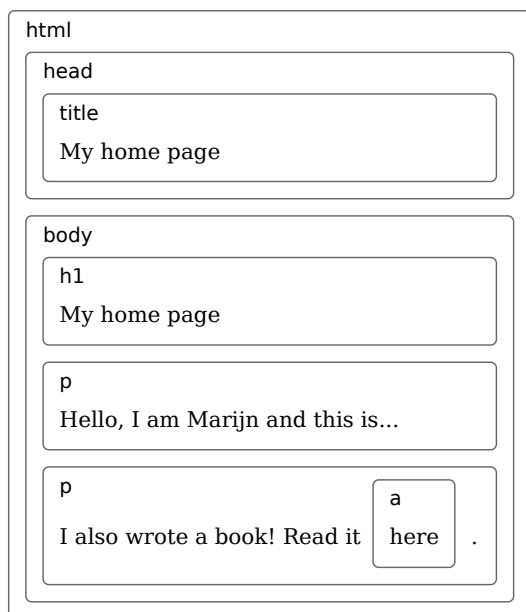 html
head
title
My home page
body
h1
My home page
p
Hello, I am Marijn and this is...
p
a
I also wrote a book! Read it here .